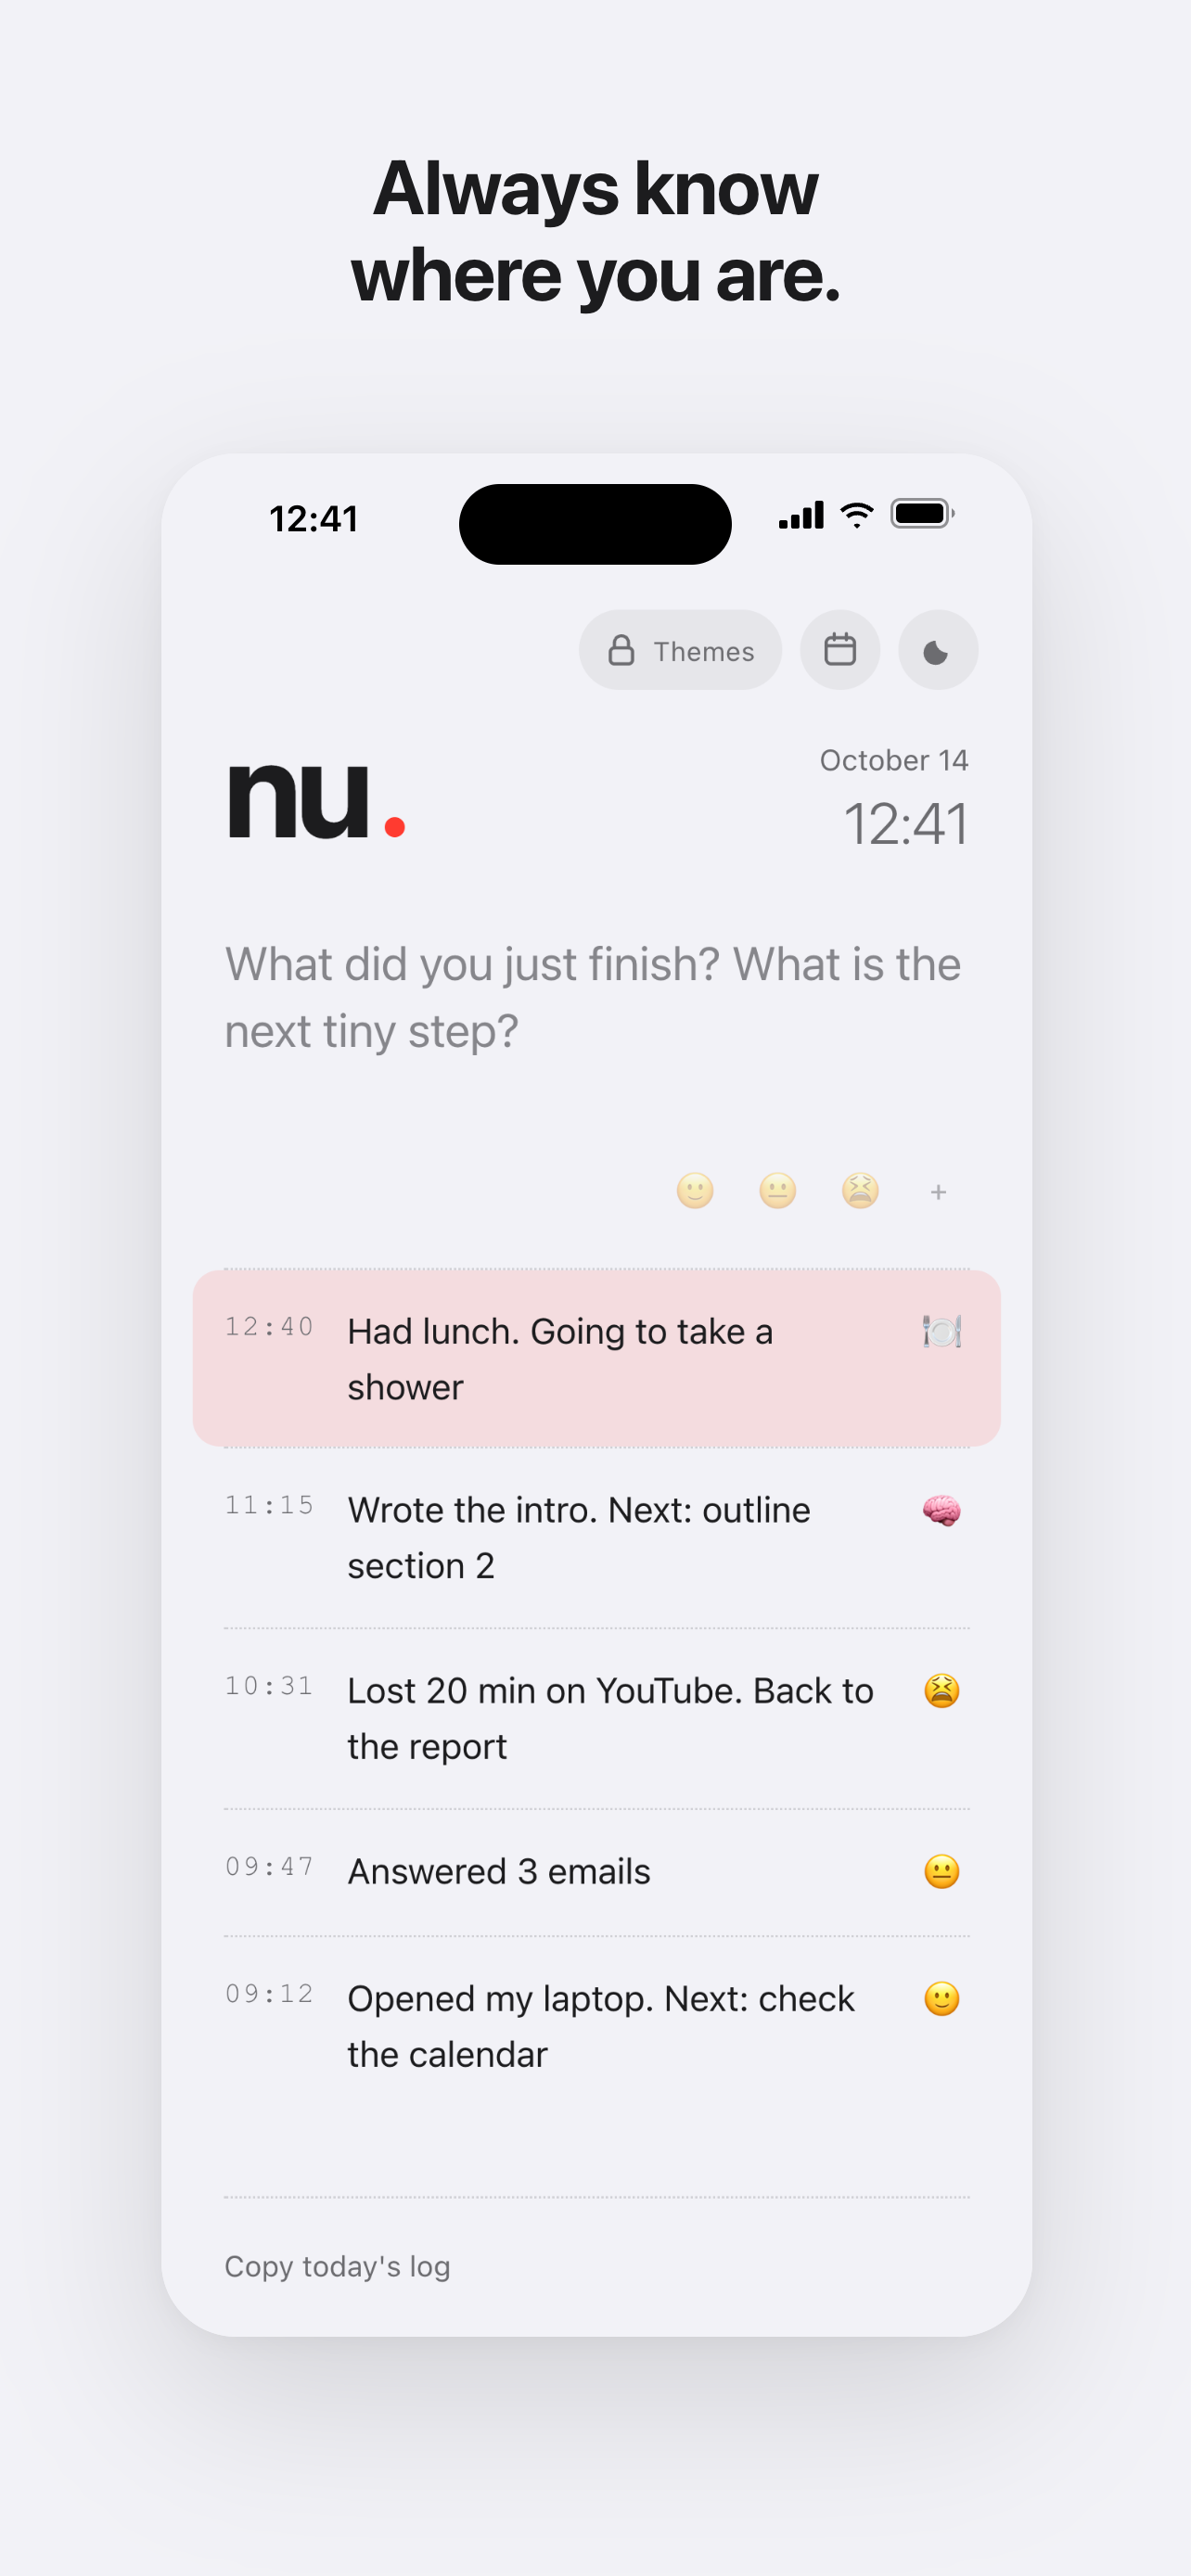 Always know
where you are.
12:41
Themes
nu.
October 14
12:41
What did you just finish? What is the
next tiny step?
+
12:40 Had lunch. Going to take a
shower
11:15 Wrote the intro. Next: outline
section 2
10:31 Lost 20 min on YouTube. Back to
the report
09:47 Answered 3 emails
09:12 Opened my laptop. Next: check
the calendar
Copy today's log